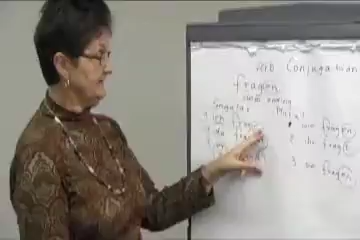 Verb Conjugation
fragen
Singular Plural
1 ich frage 1 wir fragen
2 du 2 ihr fragt
3 sie fragen